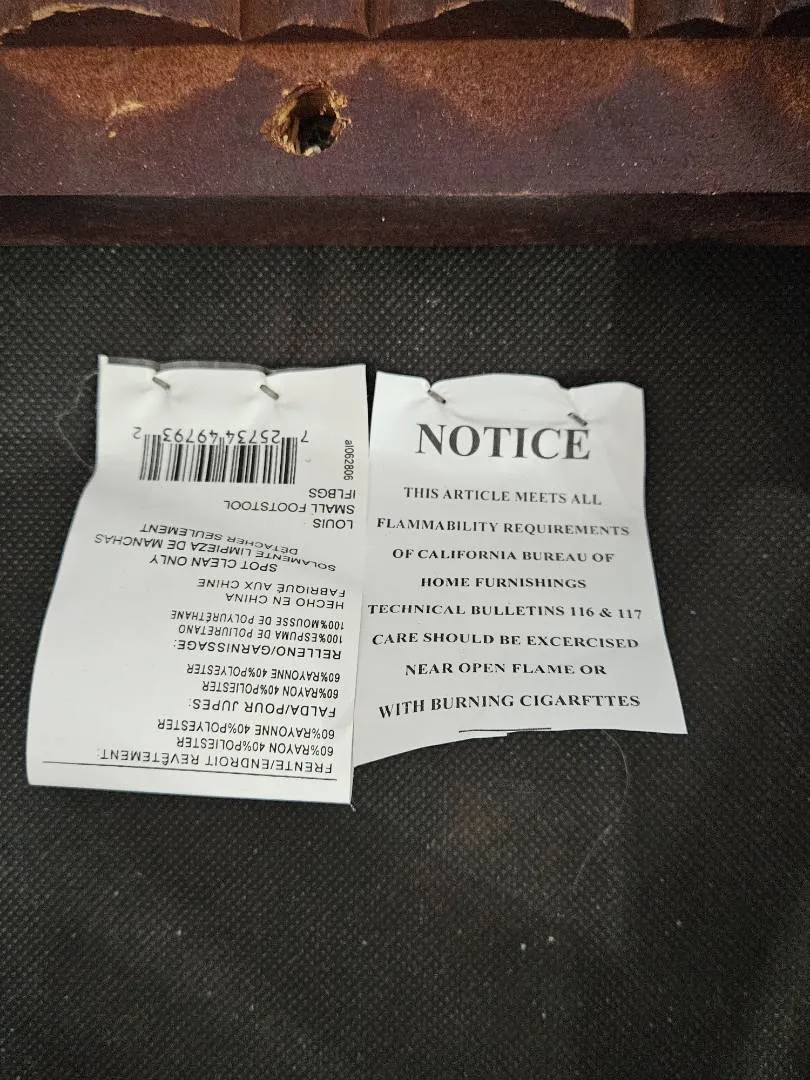 FRENTE/ENDROIT REVÊTEMENT:
60%RAYON 40%POLIESTER
60%RAYONNE 40%POLYESTER
FALDA/POUR JUPES:
60%RAYON 40%POLIESTER
60%RAYONNE 40%POLYESTER
RELLENO/GARNISSAGE:
100%ESPUMA DE POLIURETANO
100%MOUSSE DE POLYURÉTHANE
HECHO EN CHINA
FABRIQUÉ AUX CHINE
SPOT CLEAN ONLY
SOLAMENTE LIMPIEZA DE MANCHAS
DÉTACHER SEULEMENT
LOUIS
SMALL FOOTSTOOL
IFLBGS
al062806
7 25734 49793 2
NOTICE
THIS ARTICLE MEETS ALL
FLAMMABILITY REQUIREMENTS
OF CALIFORNIA BUREAU OF
HOME FURNISHINGS
TECHNICAL BULLETINS 116 & 117
CARE SHOULD BE EXCERCISED
NEAR OPEN FLAME OR
WITH BURNING CIGARFTTES